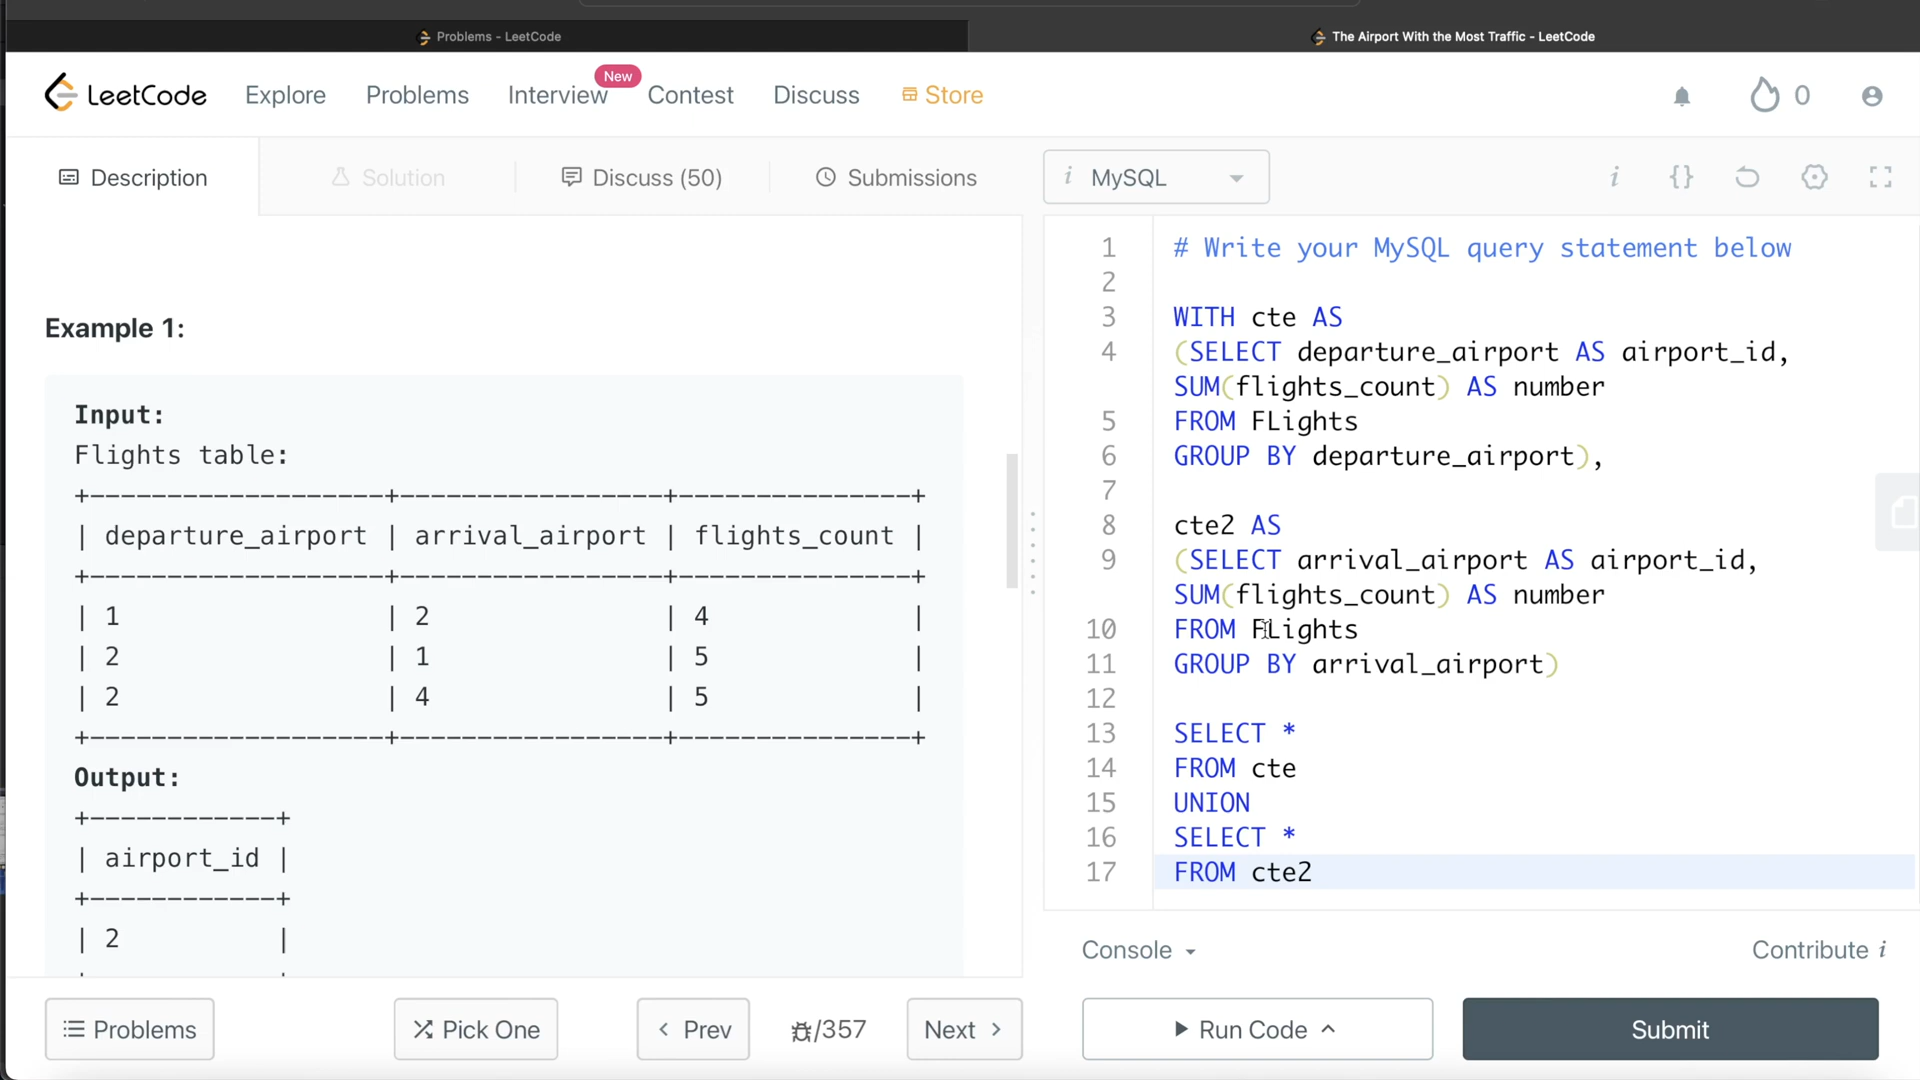 Problems - LeetCode
The Airport With the Most Traffic - LeetCode
LeetCode Explore Problems Interview New Contest Discuss Store 0
Description Solution Discuss (50) Submissions
Example 1:
Input:
Flights table:
+--------------------+-----------------+---------------+
| departure_airport | arrival_airport | flights_count |
+--------------------+-----------------+---------------+
| 1 | 2 | 4 |
| 2 | 1 | 5 |
| 2 | 4 | 5 |
+--------------------+-----------------+---------------+
Output:
+------------+
| airport_id |
+------------+
| 2 |
i MySQL
i {}
1 # Write your MySQL query statement below
2
3 WITH cte AS
4 (SELECT departure_airport AS airport_id,
SUM(flights_count) AS number
5 FROM FLights
6 GROUP BY departure_airport),
7
8 cte2 AS
9 (SELECT arrival_airport AS airport_id,
SUM(flights_count) AS number
10 FROM FLights
11 GROUP BY arrival_airport)
12
13 SELECT *
14 FROM cte
15 UNION
16 SELECT *
17 FROM cte2
Console Contribute i
Problems Pick One Prev /357 Next Run Code Submit